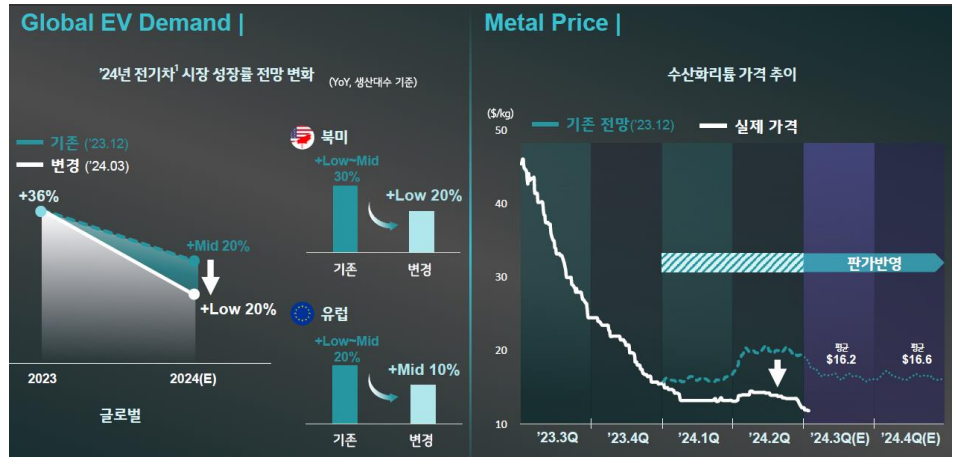 Global EV Demand |
'24년 전기차¹ 시장 성장률 전망 변화 (YoY, 생산대수 기준)
기존 ('23.12)
변경 ('24.03)
+36%
+Mid 20%
+Low 20%
2023 2024(E)
글로벌
북미
+Low~Mid
30%
+Low 20%
기존 변경
유럽
+Low~Mid
20%
+Mid 10%
기존 변경
Metal Price |
수산화리튬 가격 추이
($/kg)
기존 전망('23.12) 실제 가격
50
40
30
20
10
판가반영
평균
$16.2
평균
$16.6
'23.3Q '23.4Q '24.1Q '24.2Q '24.3Q(E) '24.4Q(E)